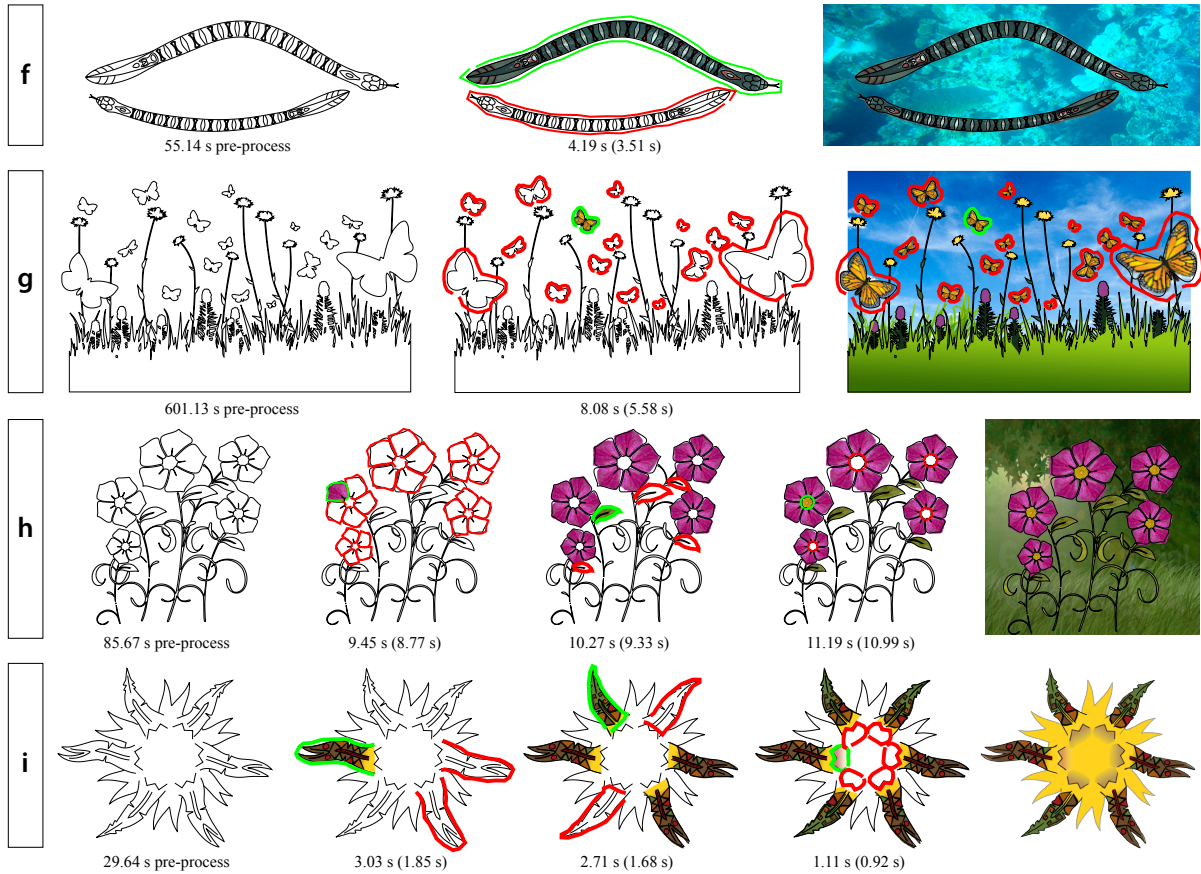 f
55.14 s pre-process
4.19 s (3.51 s)
g
601.13 s pre-process
8.08 s (5.58 s)
h
85.67 s pre-process
9.45 s (8.77 s)
10.27 s (9.33 s)
11.19 s (10.99 s)
i
29.64 s pre-process
3.03 s (1.85 s)
2.71 s (1.68 s)
1.11 s (0.92 s)